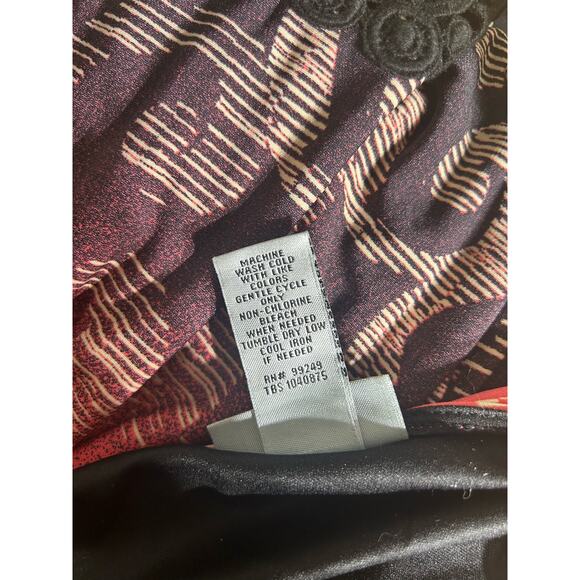 MACHINE
WASH COLD
WITH LIKE
COLORS
GENTLE CYCLE
ONLY
NON-CHLORINE
BLEACH
WHEN NEEDED
TUMBLE DRY LOW
COOL IRON
IF NEEDED
RN# 99249
TBS 1040875